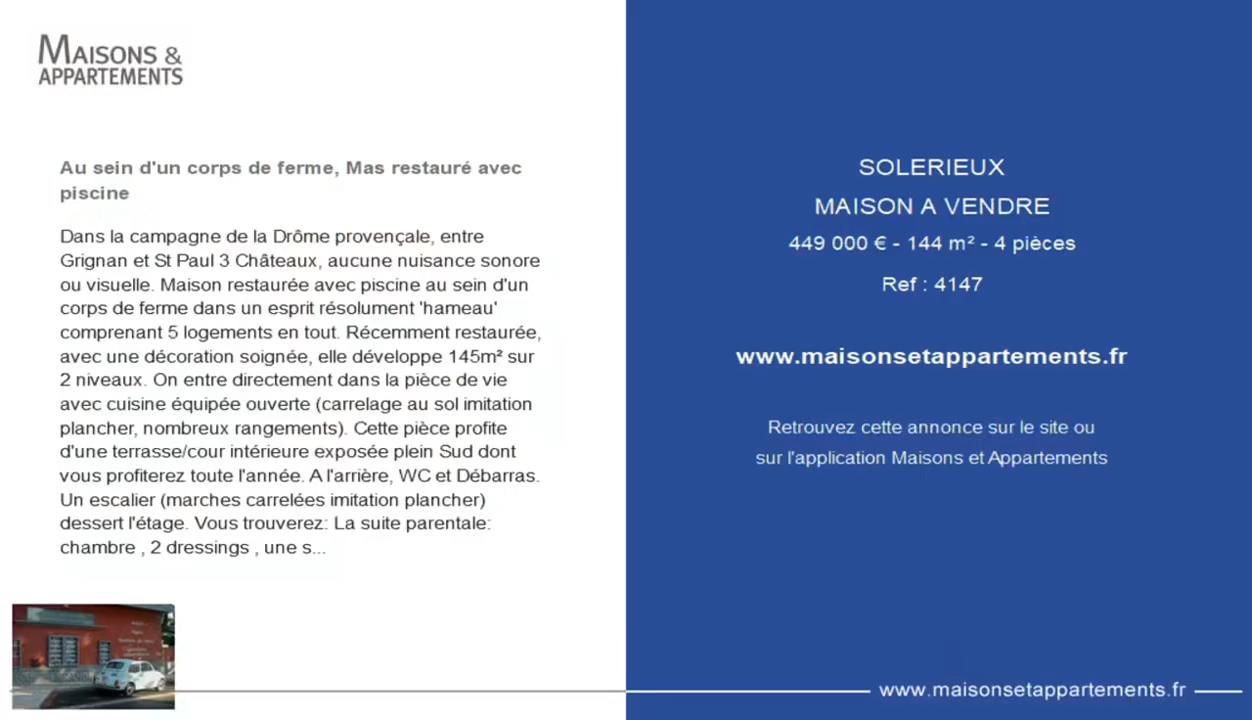 MAISONS &
APPARTEMENTS
Au sein d'un corps de ferme, Mas restauré avec
piscine
Dans la campagne de la Drôme provençale, entre
Grignan et St Paul 3 Châteaux, aucune nuisance sonore
ou visuelle. Maison restaurée avec piscine au sein d'un
corps de ferme dans un esprit résolument 'hameau'
comprenant 5 logements en tout. Récemment restaurée,
avec une décoration soignée, elle développe 145m² sur
2 niveaux. On entre directement dans la pièce de vie
avec cuisine équipée ouverte (carrelage au sol imitation
plancher, nombreux rangements). Cette pièce profite
d'une terrasse/cour intérieure exposée plein Sud dont
vous profiterez toute l'année. A l'arrière, WC et Débarras.
Un escalier (marches carrelées imitation plancher)
dessert l'étage. Vous trouverez: La suite parentale:
chambre , 2 dressings , une s...
SOLERIEUX
MAISON A VENDRE
449 000 € - 144 m² - 4 pièces
Ref : 4147
www.maisonsetappartements.fr
Retrouvez cette annonce sur le site ou
sur l'application Maisons et Appartements
www.maisonsetappartements.fr